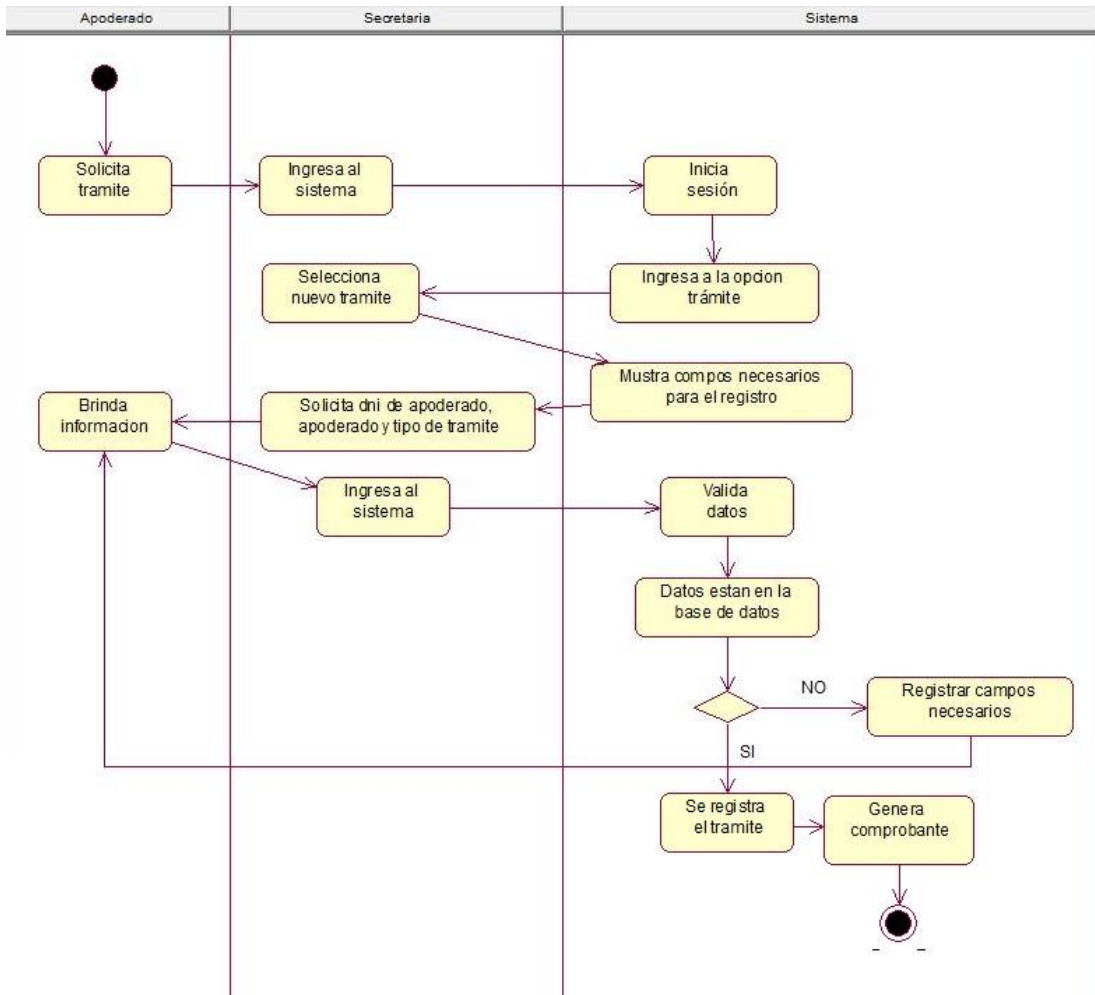 Apoderado
Secretaria
Sistema
Solicita
tramite
Ingresa al
sistema
Inicia
sesión
Selecciona
nuevo tramite
Ingresa a la opcion
trámite
Mustra compos necesarios
para el registro
Brinda
informacion
Solicita dni de apoderado,
apoderado y tipo de tramite
Ingresa al
sistema
Valida
datos
Datos estan en la
base de datos
NO
Registrar campos
necesarios
SI
Se registra
el tramite
Genera
comprobante